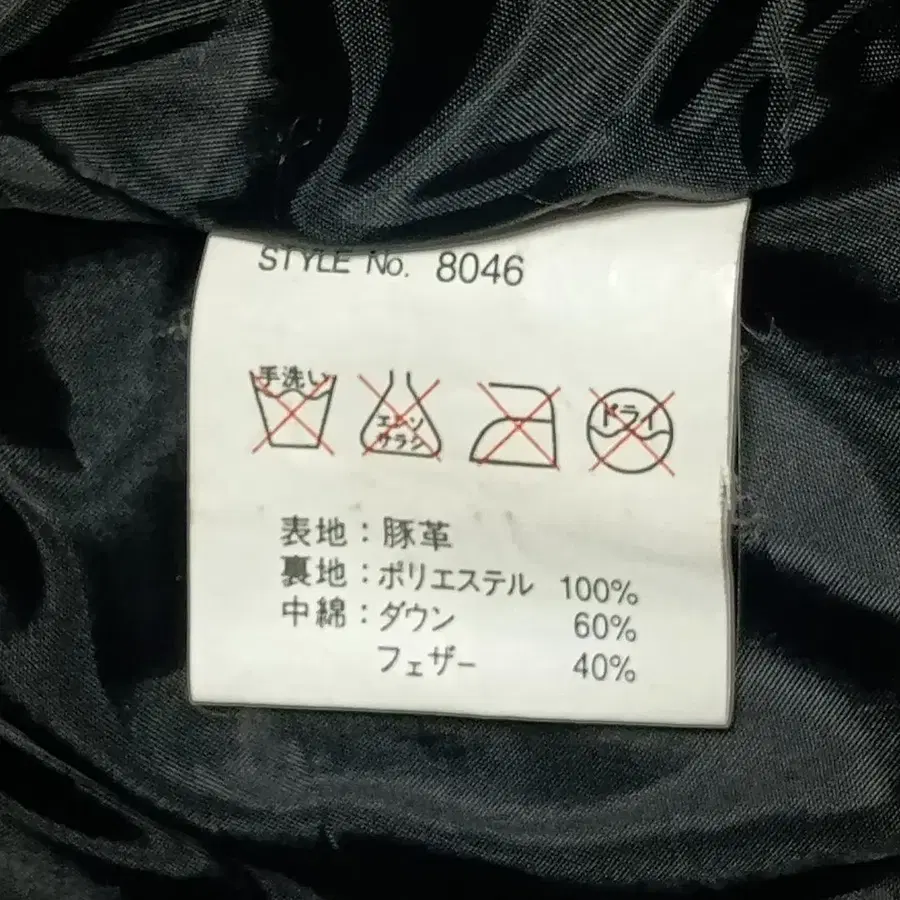 STYLE No. 8046
手洗い
エンソ
サラシ
ドライ
表地：豚革
裏地：ポリエステル 100%
中綿：ダウン 60%
フェザー 40%